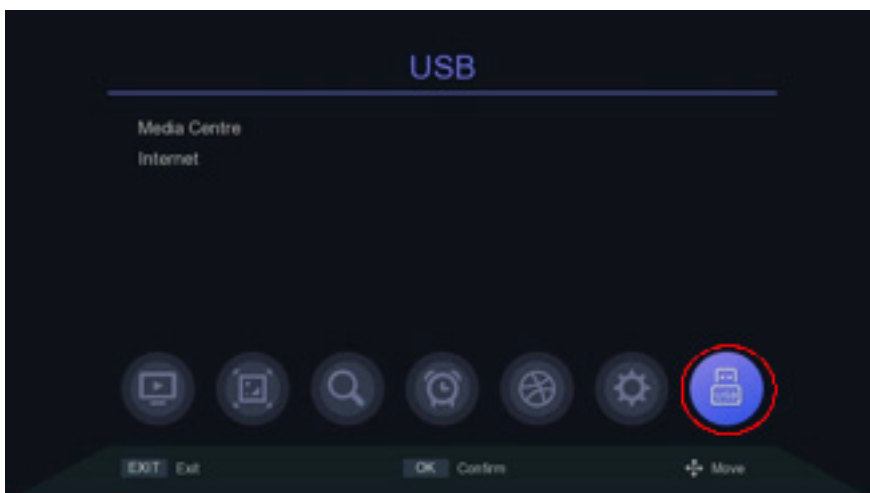 USB
Media Centre
Internet
USB
EXIT Exit OK Confirm Move